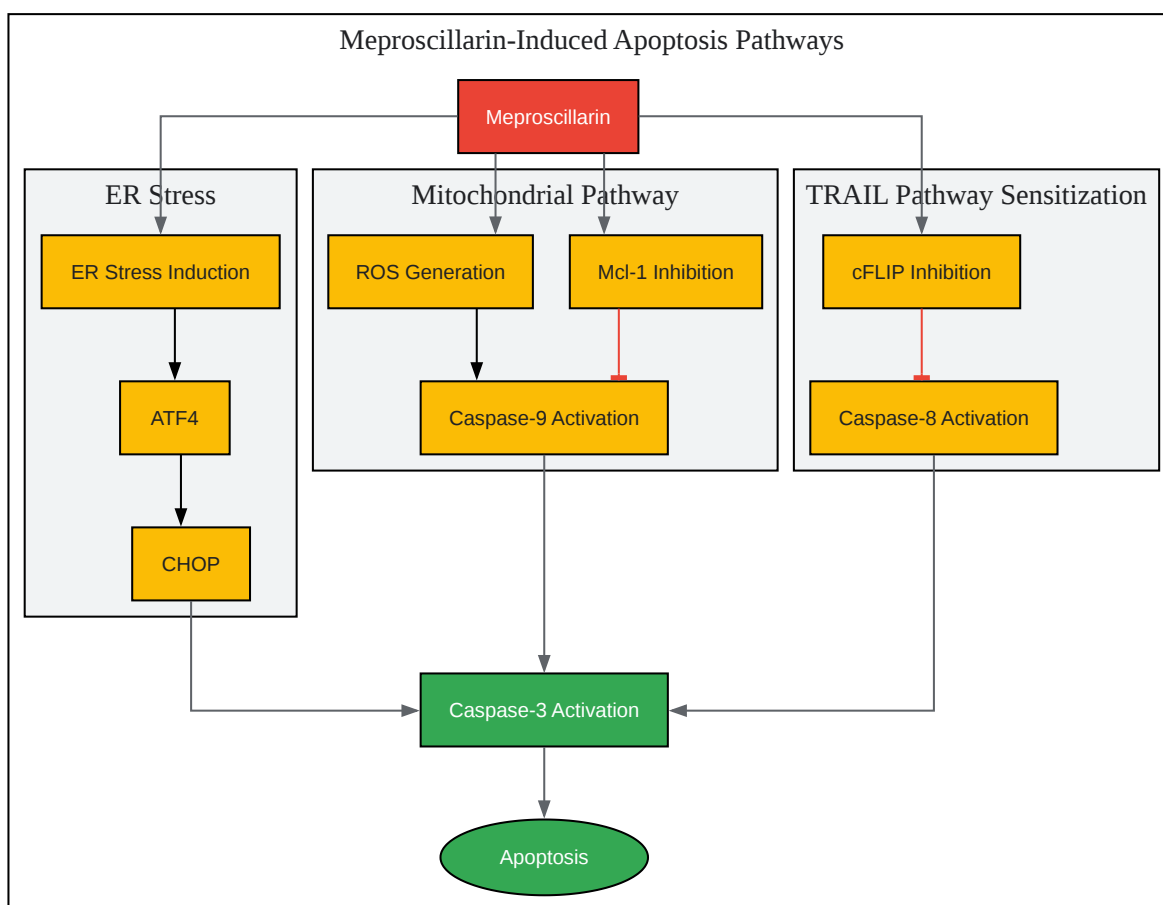 Meproscillarin-Induced Apoptosis Pathways
Meproscillarin
ER Stress
Mitochondrial Pathway
TRAIL Pathway Sensitization
ER Stress Induction
ROS Generation
Mcl-1 Inhibition
cFLIP Inhibition
ATF4
Caspase-9 Activation
Caspase-8 Activation
CHOP
Caspase-3 Activation
Apoptosis